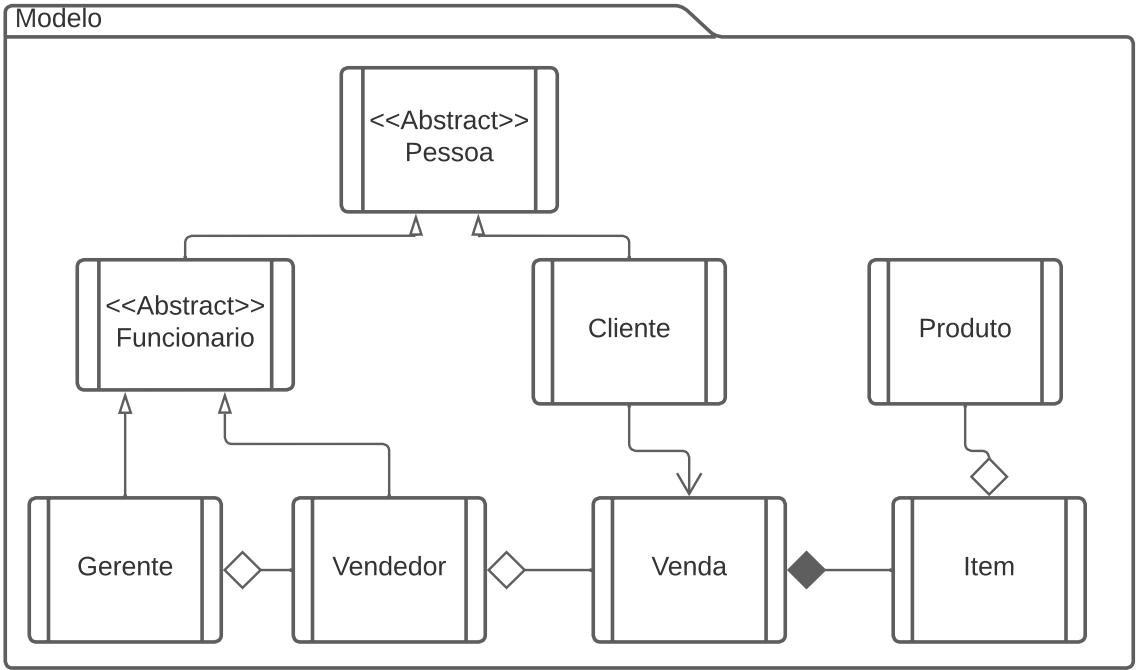 Modelo
<<Abstract>>
Pessoa
<<Abstract>>
Funcionario
Cliente
Produto
Gerente
Vendedor
Venda
Item